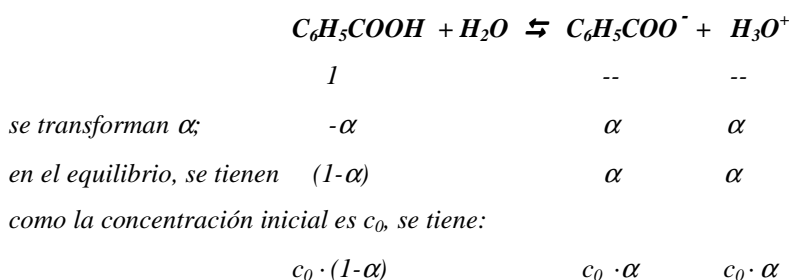 C₆H₅COOH + H₂O ⇆ C₆H₅COO⁻ + H₃O⁺
1 -- --
se transforman α; -α α α
en el equilibrio, se tienen (1-α) α α
como la concentración inicial es c₀, se tiene:
c₀ · (1-α) c₀ · α c₀ · α